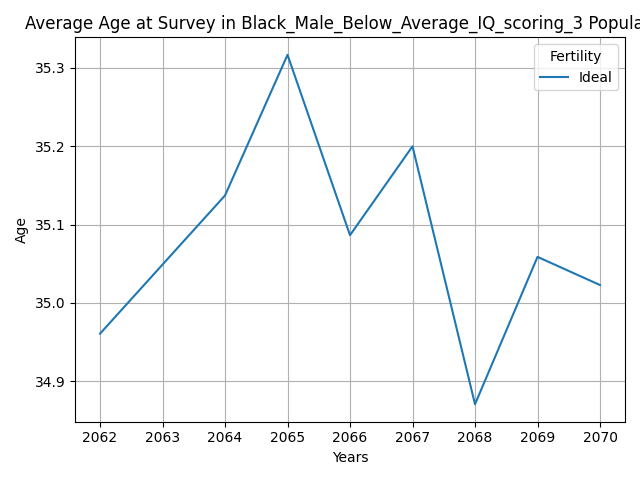 Average Age at Survey in Black_Male_Below_Average_IQ_scoring_3 Popula
Fertility
Ideal
35.3
35.2
35.1
35.0
34.9
Age
2062 2063 2064 2065 2066 2067 2068 2069 2070
Years